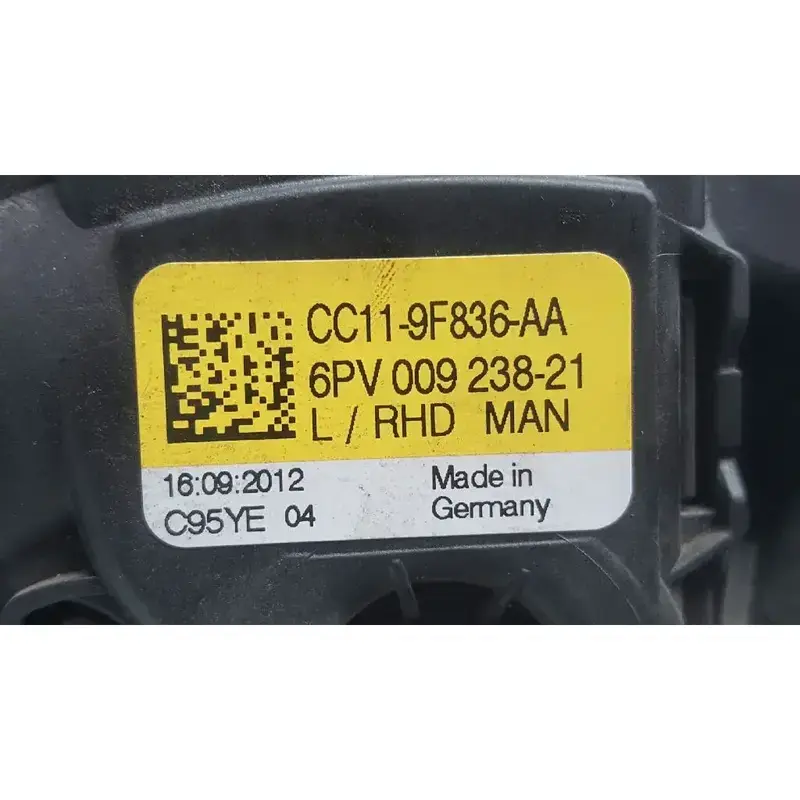 CC11-9F836-AA
6PV 009 238-21
L / RHD MAN
16:09:2012 Made in
C95YE 04 Germany